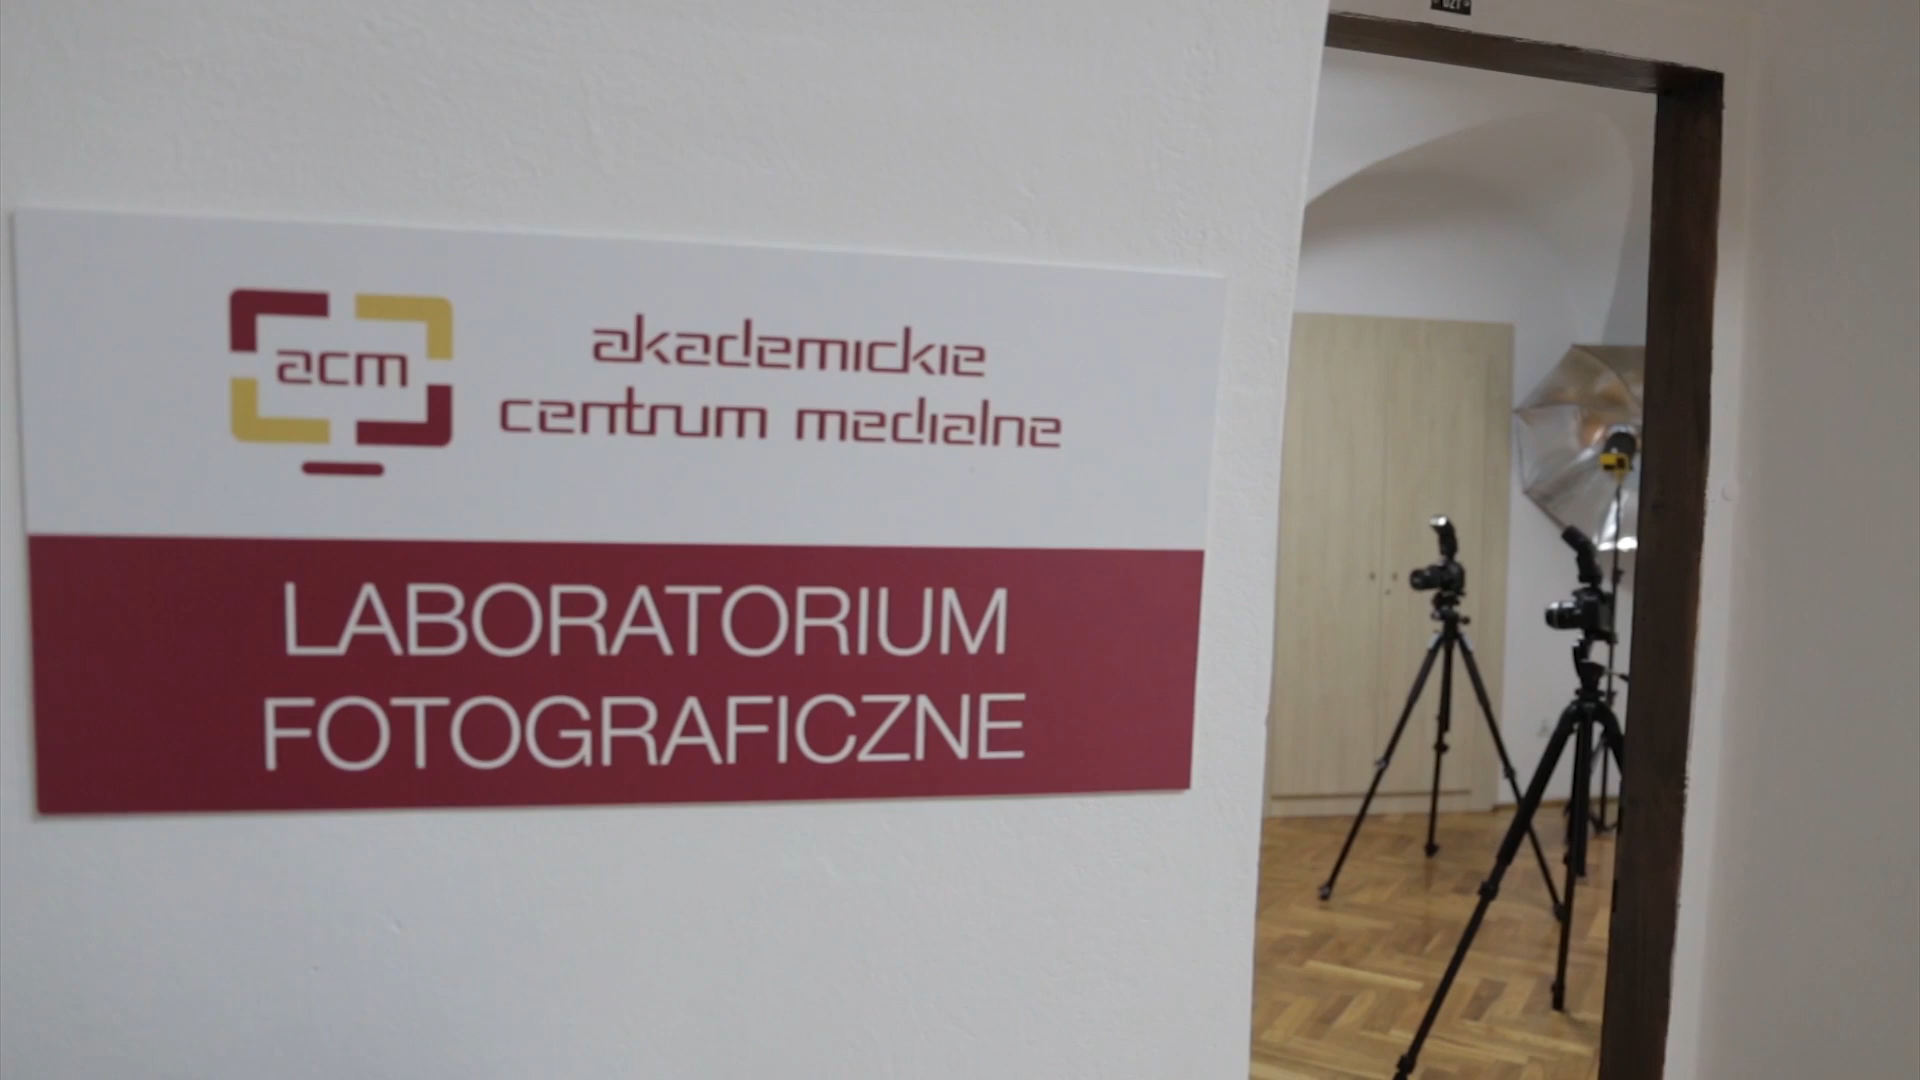 acm
akademickie
centrum medialne
LABORATORIUM
FOTOGRAFICZNE